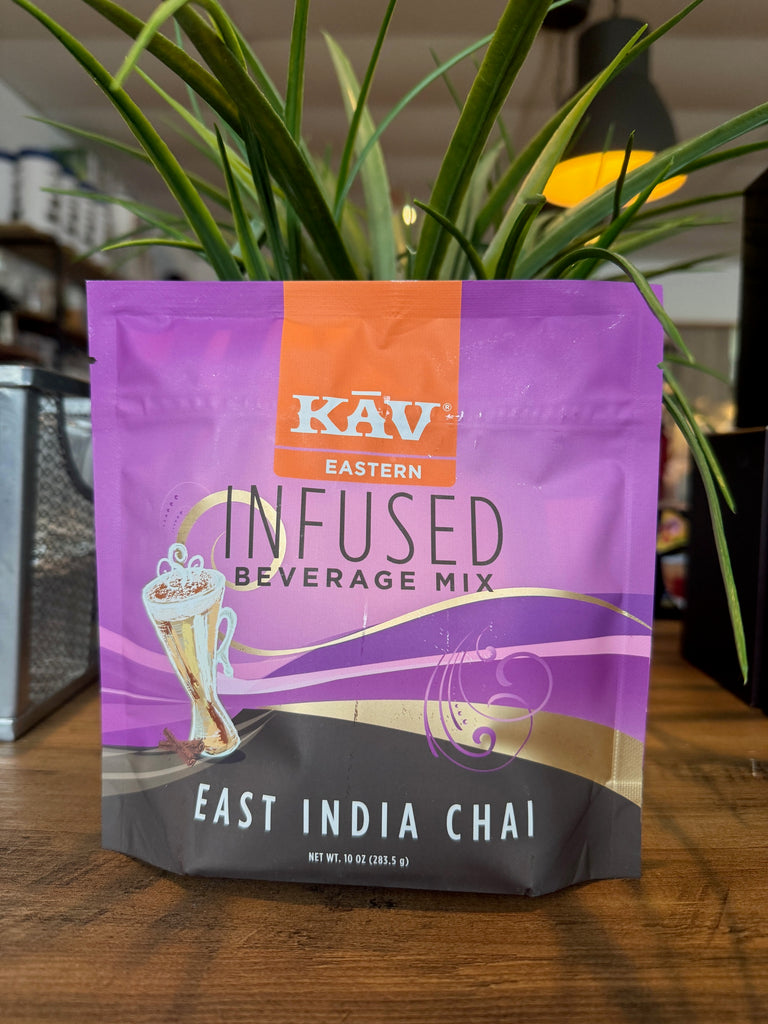 KĀV®
EASTERN
INFUSED
BEVERAGE MIX
EAST INDIA CHAI
NET WT. 10 OZ (283.5 g)